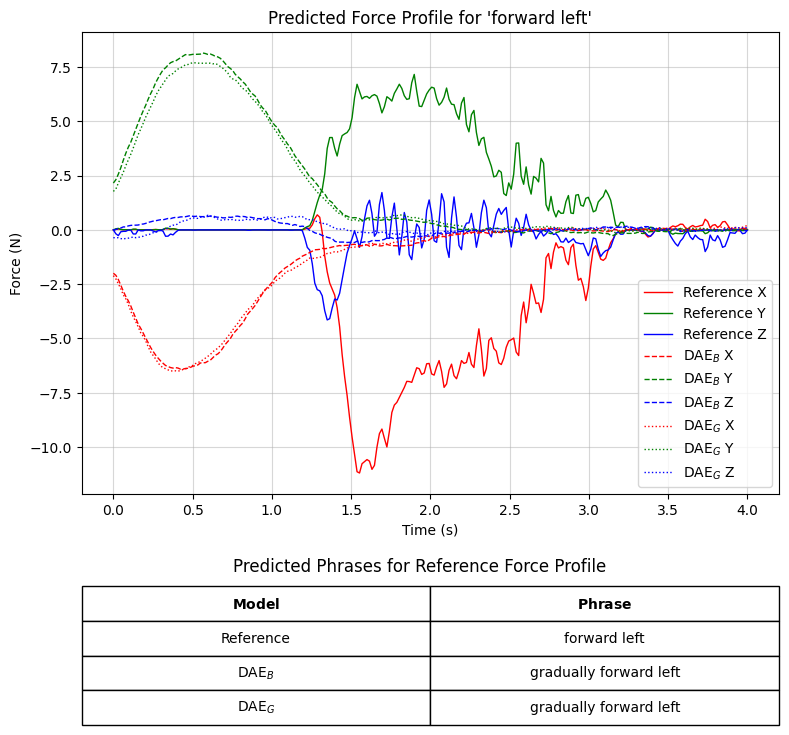 Predicted Force Profile for 'forward left'
Force (N)
7.5
5.0
2.5
0.0
−2.5
−5.0
−7.5
−10.0
0.0 0.5 1.0 1.5 2.0 2.5 3.0 3.5 4.0
Time (s)
Reference X
Reference Y
Reference Z
DAE_B X
DAE_B Y
DAE_B Z
DAE_G X
DAE_G Y
DAE_G Z
Predicted Phrases for Reference Force Profile
Model Phrase
Reference forward left
DAE_B gradually forward left
DAE_G gradually forward left